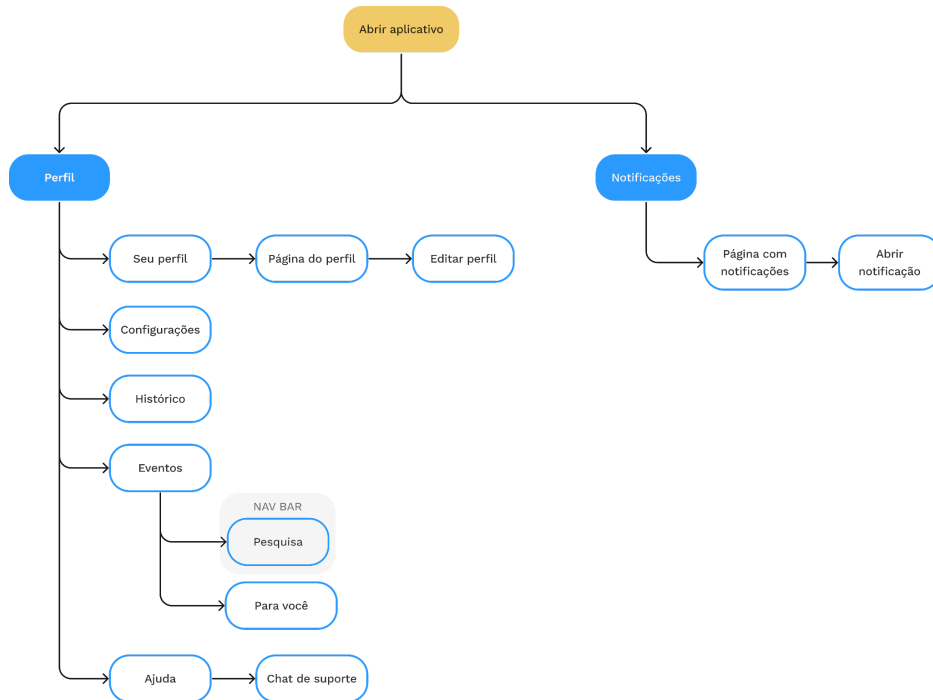 Abrir aplicativo
Perfil
Notificações
Seu perfil
Página do perfil
Editar perfil
Página com
notificações
Abrir
notificação
Configurações
Histórico
Eventos
NAV BAR
Pesquisa
Para você
Ajuda
Chat de suporte